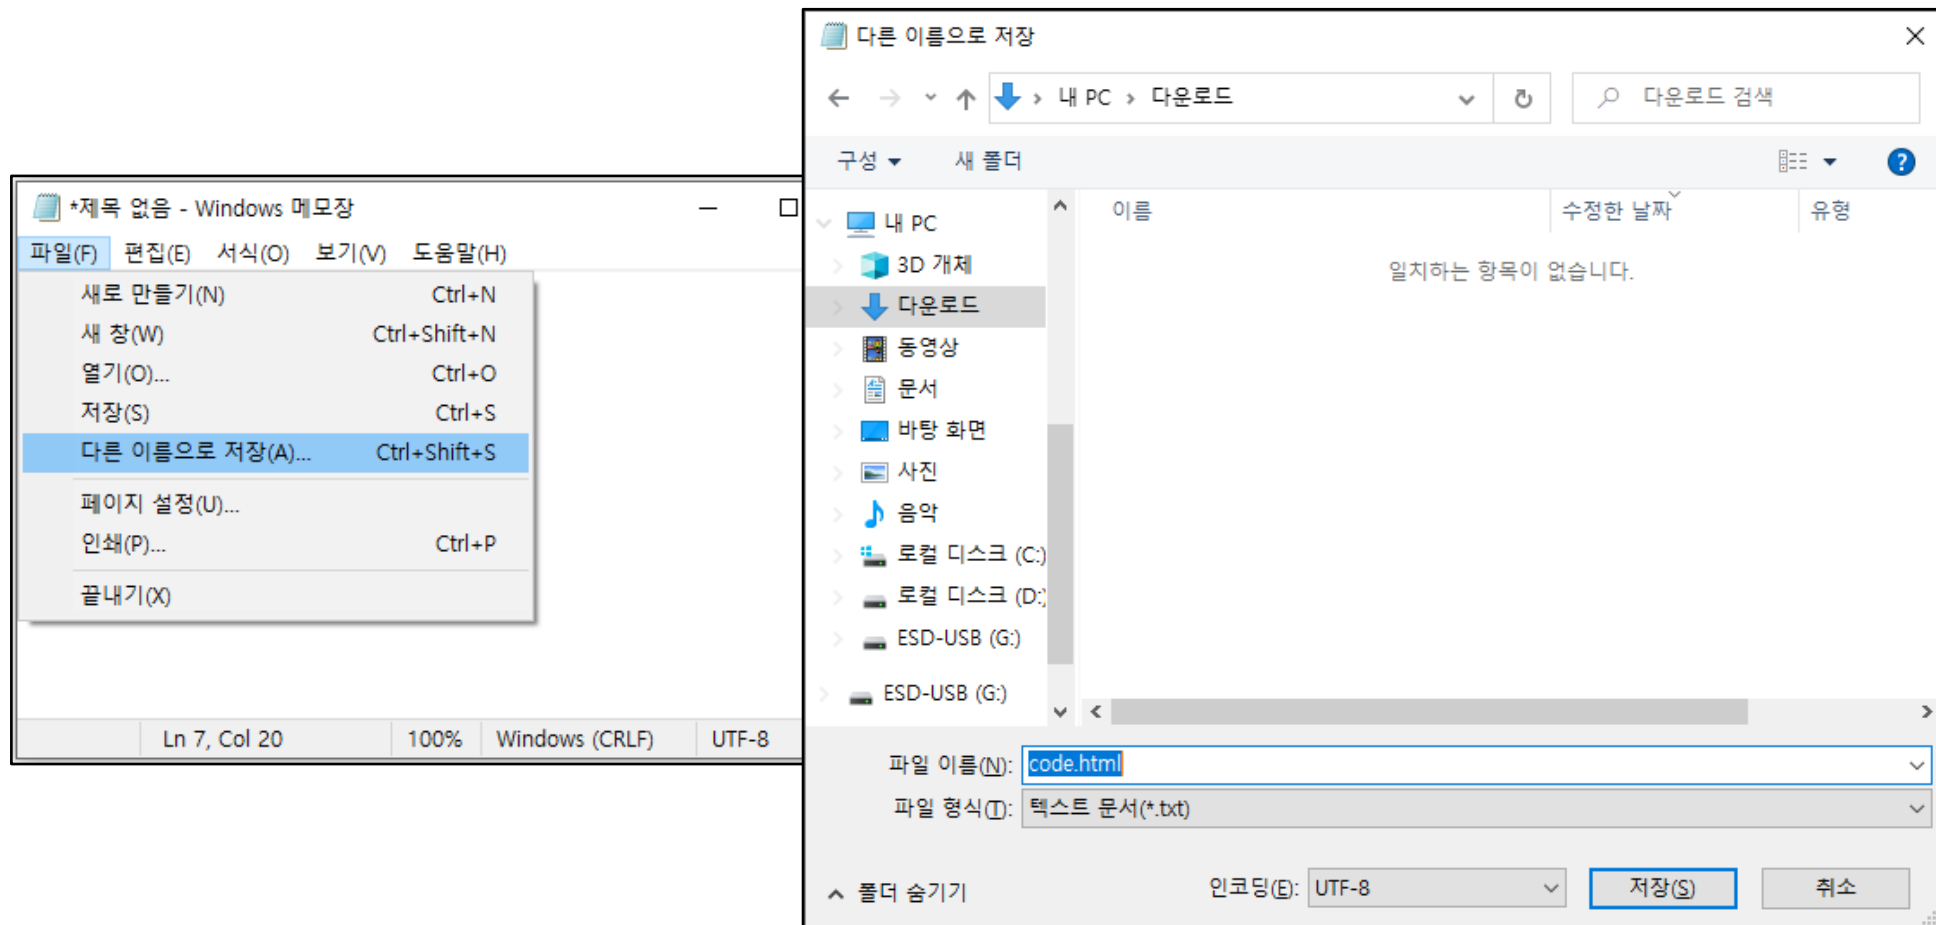 *제목 없음 - Windows 메모장
파일(F) 편집(E) 서식(O) 보기(V) 도움말(H)
새로 만들기(N) Ctrl+N
새 창(W) Ctrl+Shift+N
열기(O)... Ctrl+O
저장(S) Ctrl+S
다른 이름으로 저장(A)... Ctrl+Shift+S
페이지 설정(U)...
인쇄(P)... Ctrl+P
끝내기(X)
Ln 7, Col 20 100% Windows (CRLF) UTF-8
다른 이름으로 저장
내 PC 다운로드 다운로드 검색
구성 새 폴더
내 PC
3D 개체
다운로드
동영상
문서
바탕 화면
사진
음악
로컬 디스크 (C:)
로컬 디스크 (D:)
ESD-USB (G:)
ESD-USB (G:)
이름 수정한 날짜 유형
일치하는 항목이 없습니다.
파일 이름(N): code.html
파일 형식(T): 텍스트 문서(*.txt)
폴더 숨기기 인코딩(E): UTF-8 저장(S) 취소